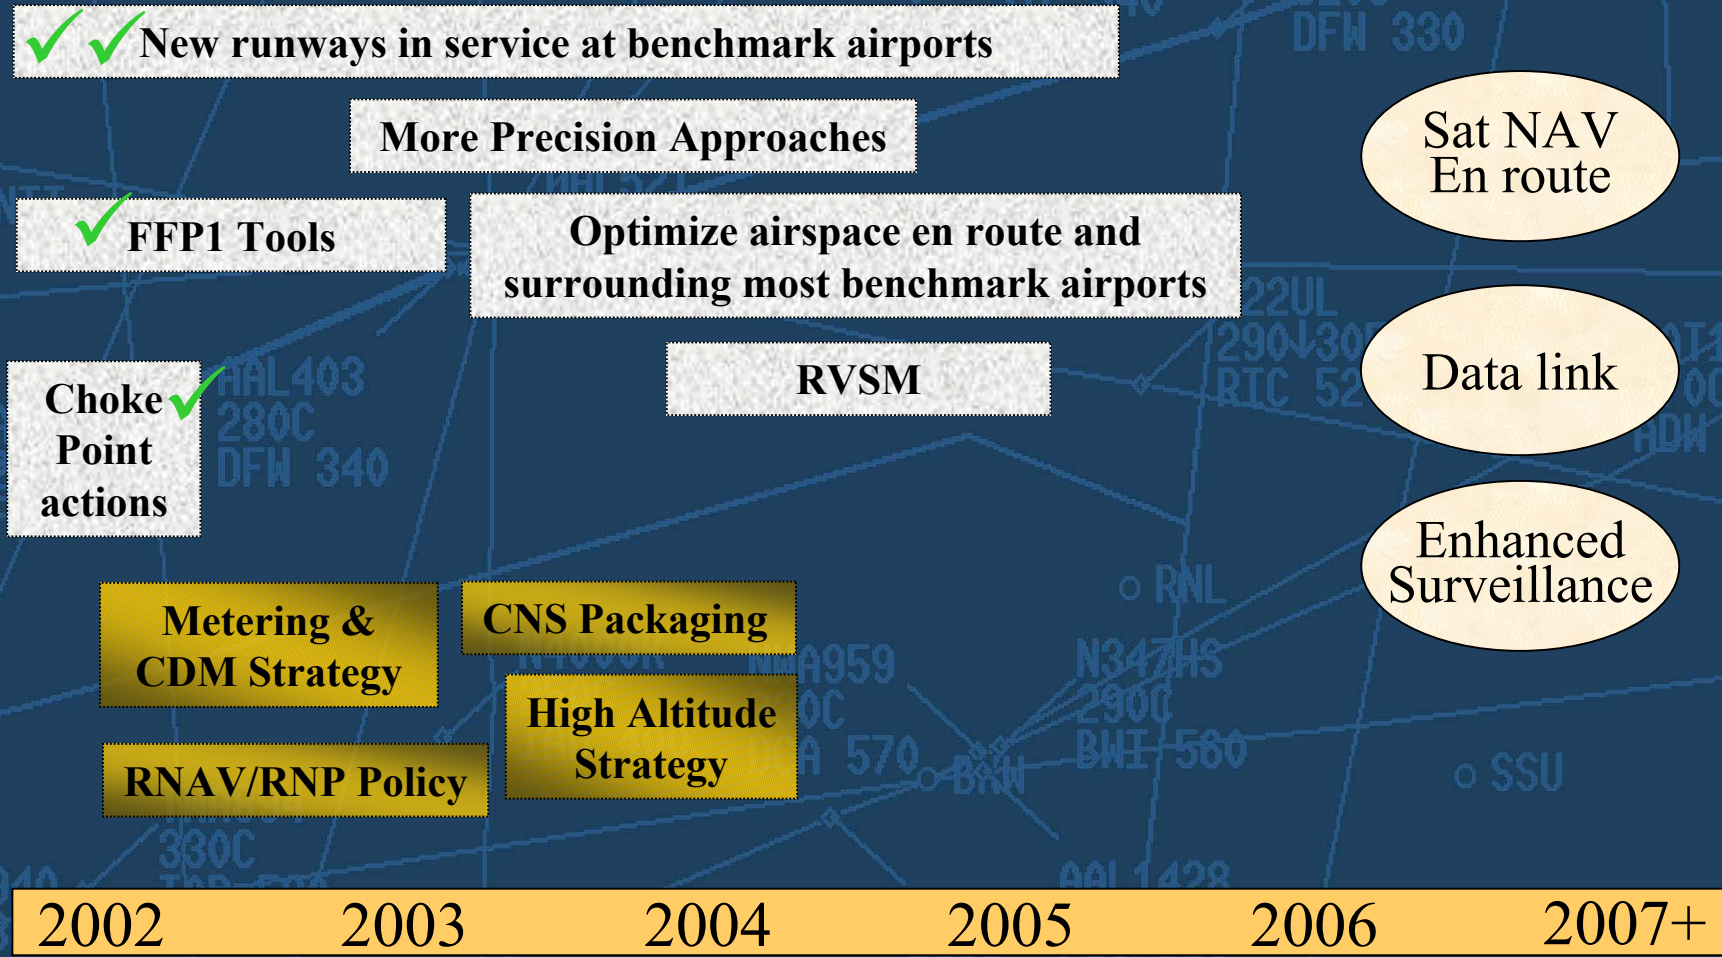 New runways in service at benchmark airports
DFW 330
More Precision Approaches
Sat NAV
En route
FFP1 Tools
Optimize airspace en route and
surrounding most benchmark airports
22UL
RVSM
Data link
Choke
Point
actions
AAL403
280C
DFW 340
Enhanced
Surveillance
RNL
Metering &
CDM Strategy
CNS Packaging
N347HS
290C
BWI 560
High Altitude
Strategy
570
SSU
RNAV/RNP Policy
330C
AAL1428
2002 2003 2004 2005 2006 2007+